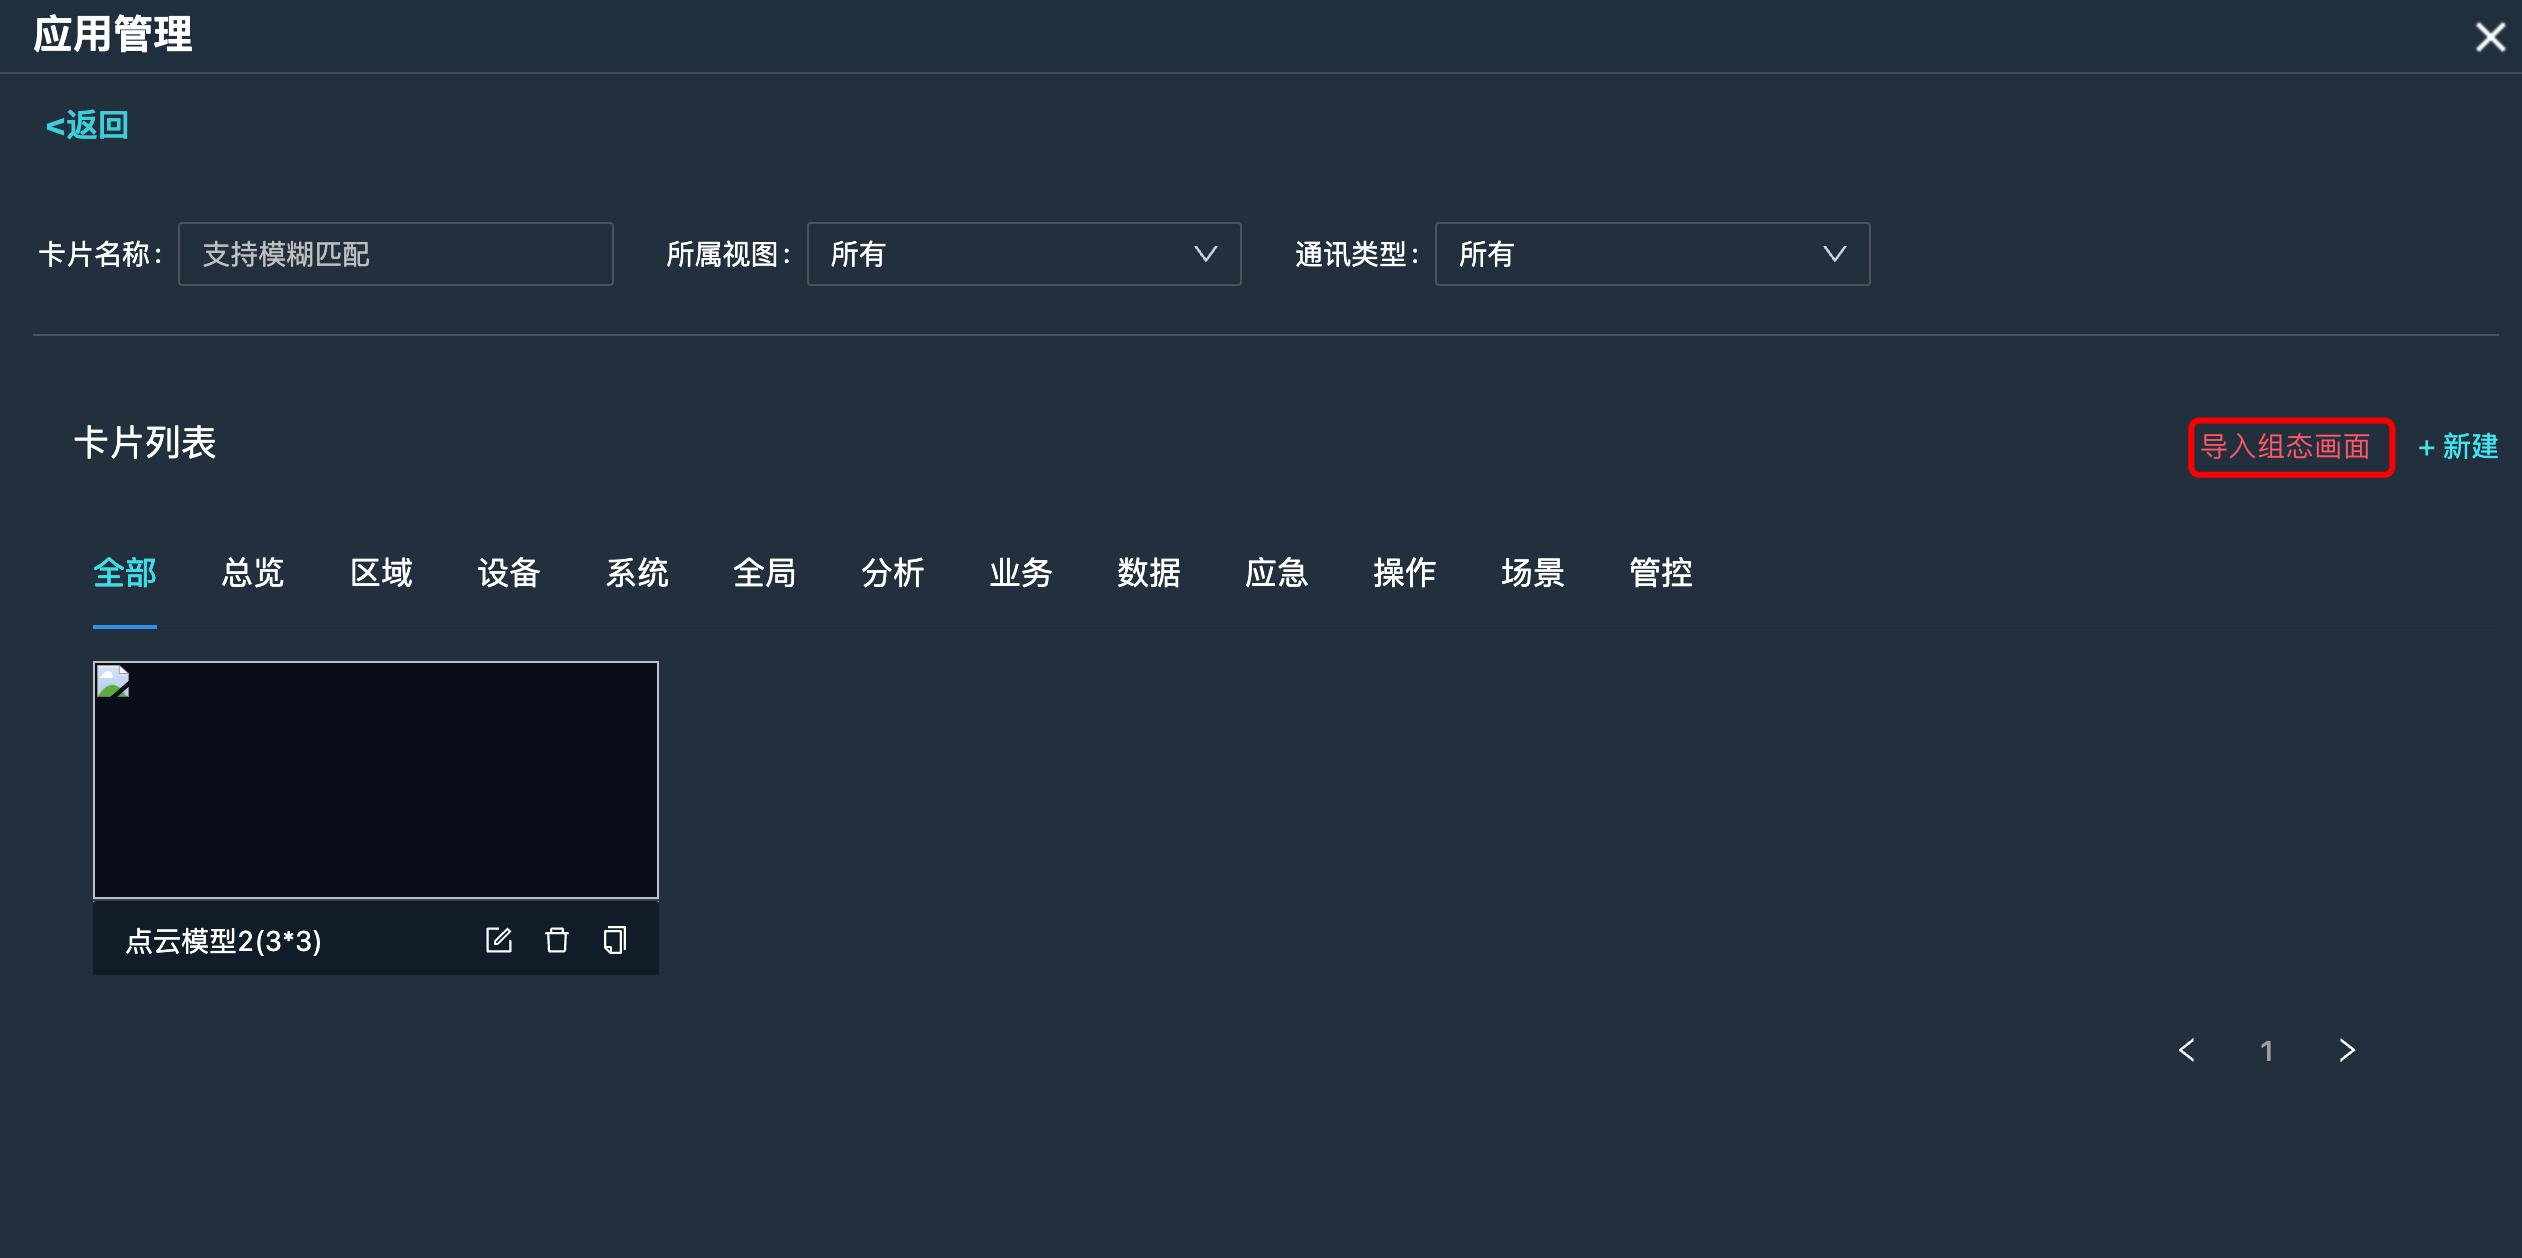 应用管理
<返回
卡片名称: 支持模糊匹配 所属视图: 所有 通讯类型: 所有
卡片列表 导入组态画面 + 新建
全部 总览 区域 设备 系统 全局 分析 业务 数据 应急 操作 场景 管控
点云模型2(3*3)
1